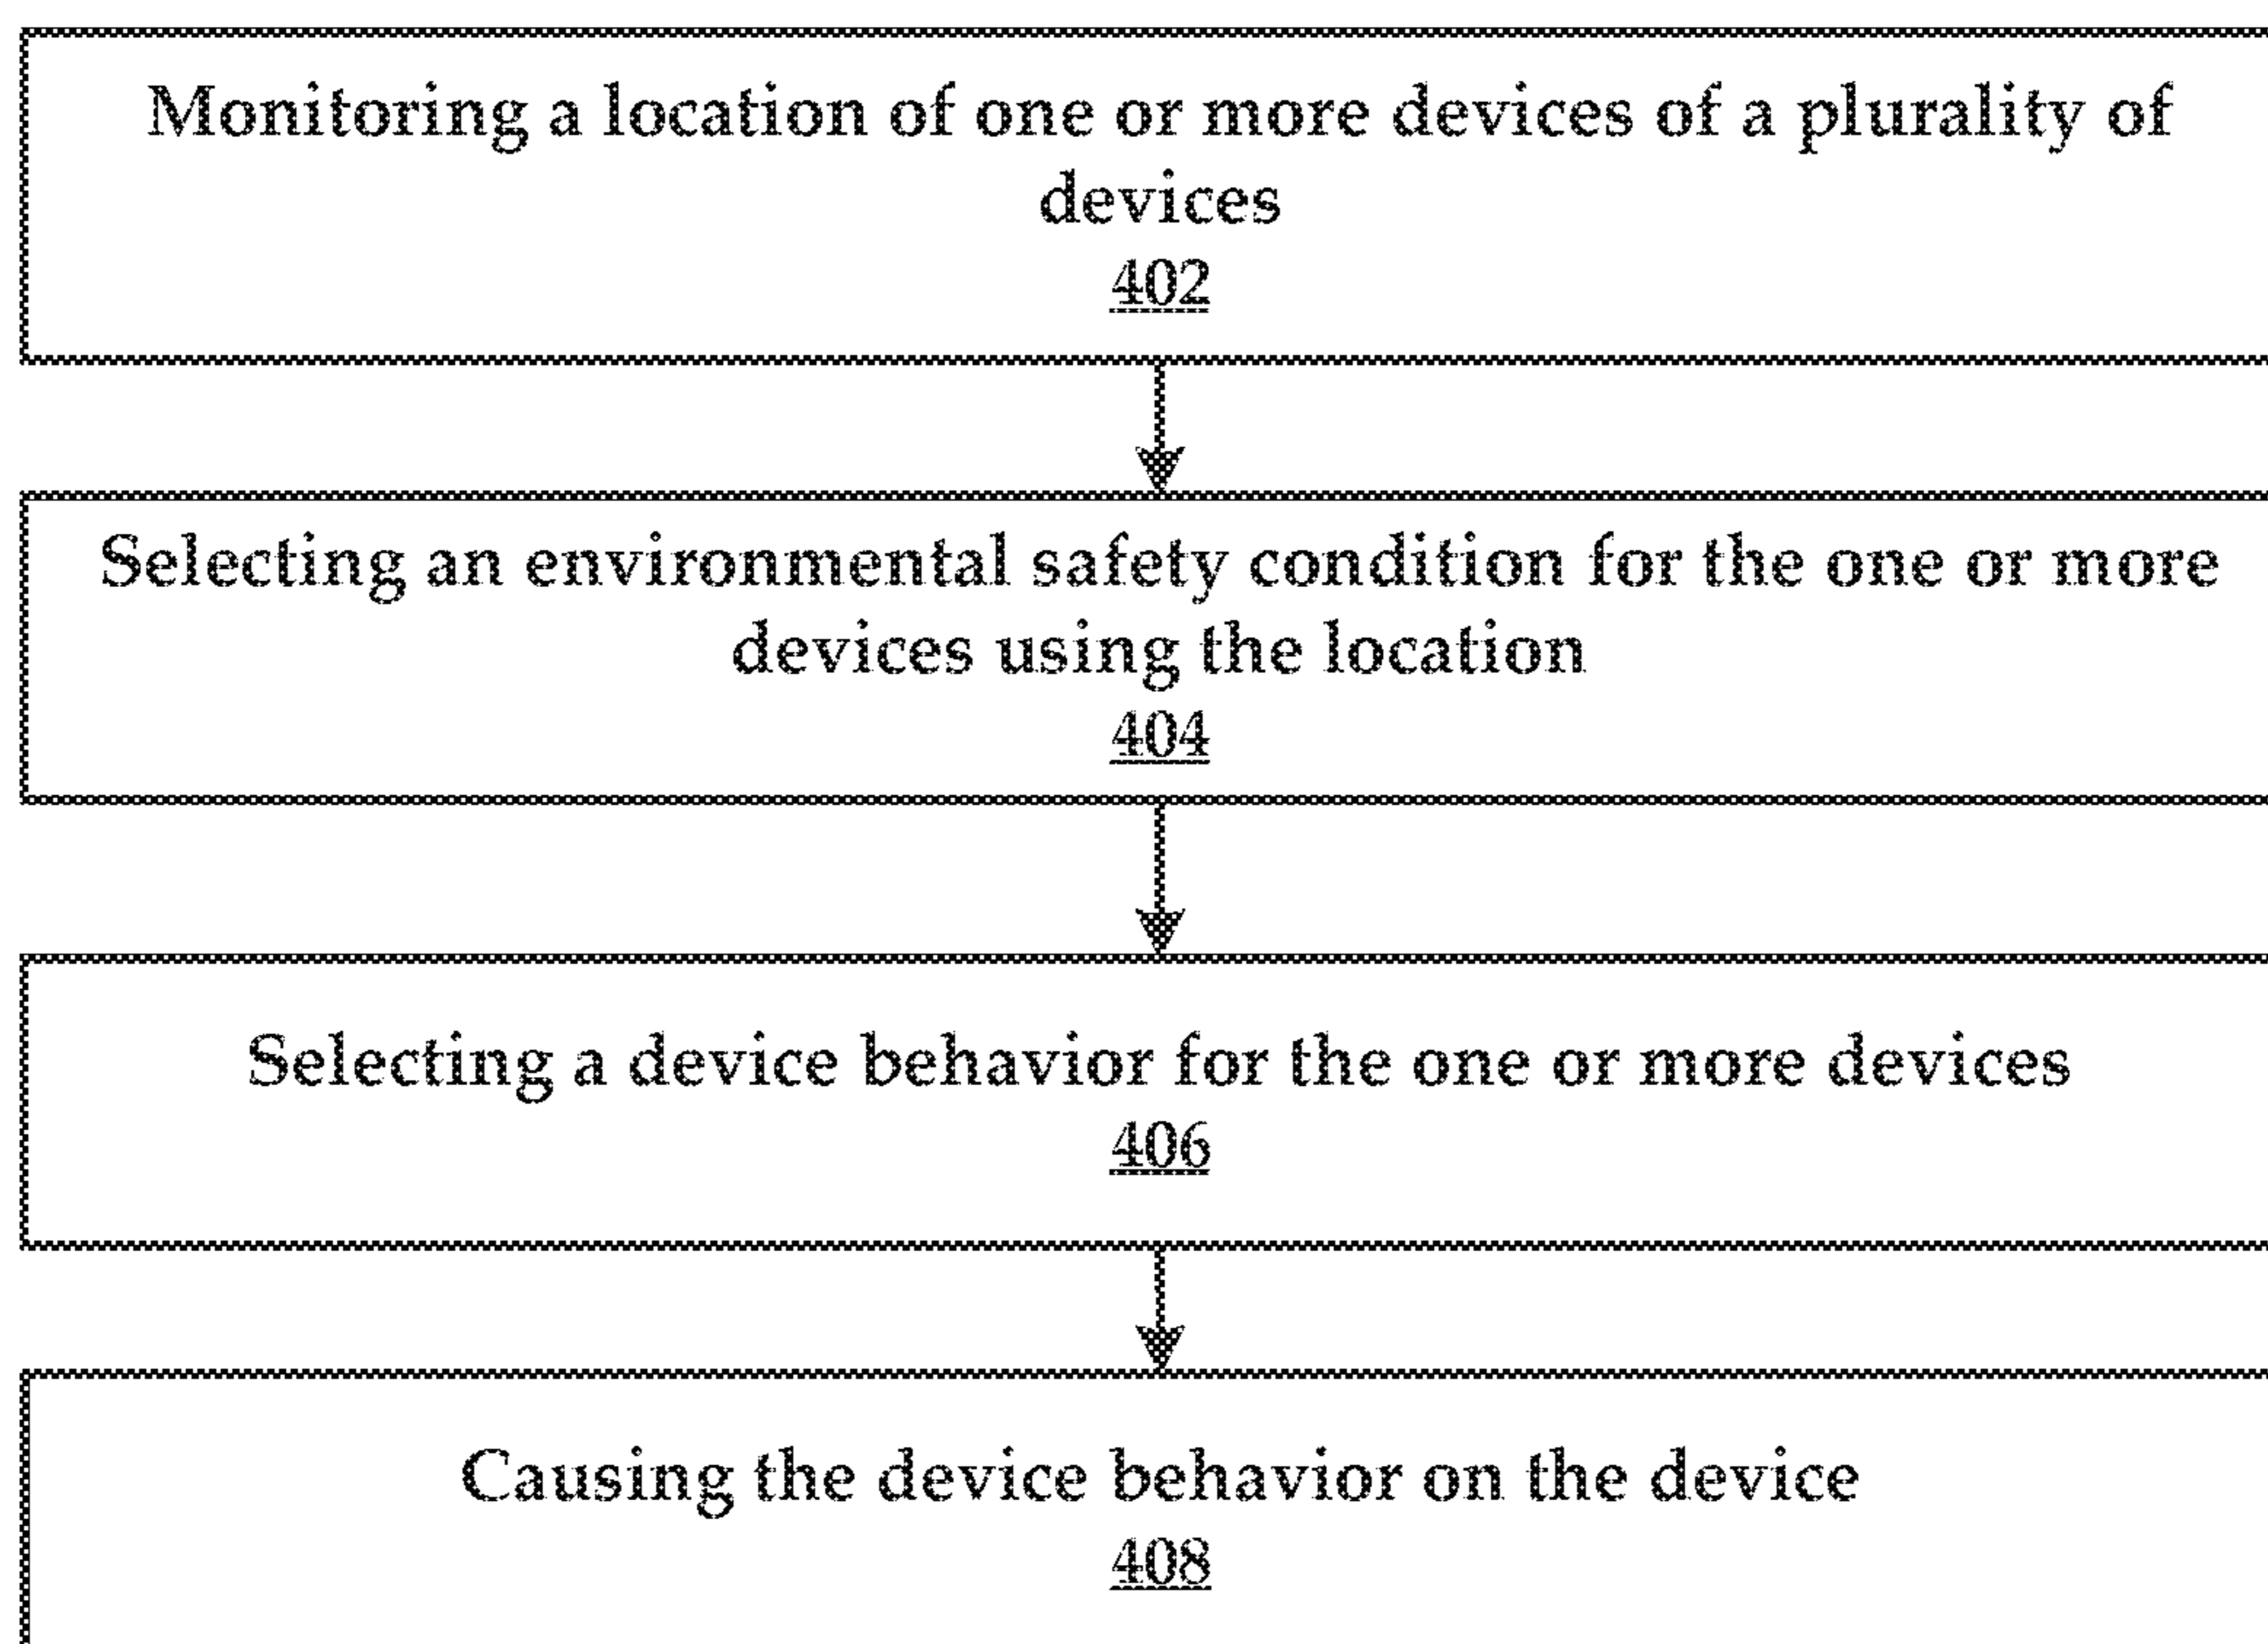 Monitoring a location of one or more devices of a plurality of
devices
402
Selecting an environmental safety condition for the one or more
devices using the location
404
Selecting a device behavior for the one or more devices
406
Causing the device behavior on the device
408